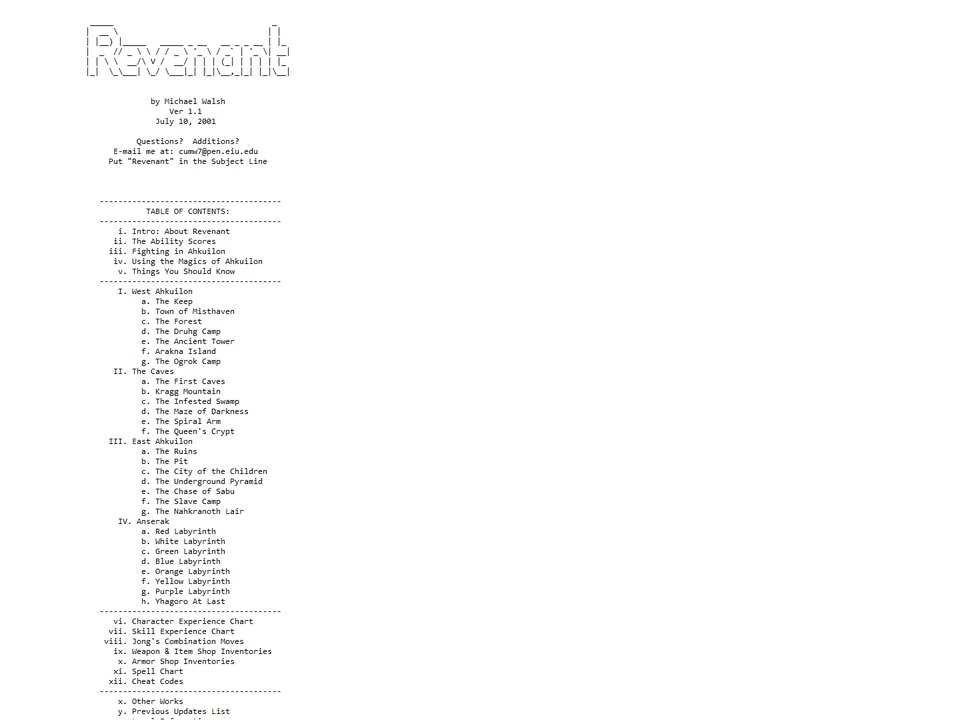 Revenant
by Michael Walsh
Ver 1.1
July 10, 2001
Questions?  Additions?
E-mail me at: cumw7@pen.eiu.edu
Put "Revenant" in the Subject Line
---------------------------------------
TABLE OF CONTENTS:
---------------------------------------
i. Intro: About Revenant
ii. The Ability Scores
iii. Fighting in Ahkuilon
iv. Using the Magics of Ahkuilon
v. Things You Should Know
---------------------------------------
I. West Ahkuilon
a. The Keep
b. Town of Misthaven
c. The Forest
d. The Druhg Camp
e. The Ancient Tower
f. Arakna Island
g. The Ogrok Camp
II. The Caves
a. The First Caves
b. Kragg Mountain
c. The Infested Swamp
d. The Maze of Darkness
e. The Spiral Arm
f. The Queen's Crypt
III. East Ahkuilon
a. The Ruins
b. The Pit
c. The City of the Children
d. The Underground Pyramid
e. The Chase of Sabu
f. The Slave Camp
g. The Nahkranoth Lair
IV. Anserak
a. Red Labyrinth
b. White Labyrinth
c. Green Labyrinth
d. Blue Labyrinth
e. Orange Labyrinth
f. Yellow Labyrinth
g. Purple Labyrinth
h. Yhagoro At Last
---------------------------------------
vi. Character Experience Chart
vii. Skill Experience Chart
viii. Jong's Combination Moves
ix. Weapon & Item Shop Inventories
x. Armor Shop Inventories
xi. Spell Chart
xii. Cheat Codes
---------------------------------------
x. Other Works
y. Previous Updates List